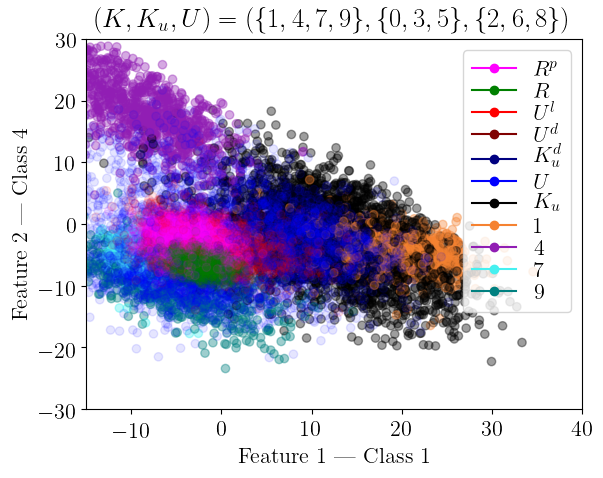 (K, K_u, U) = ({1, 4, 7, 9}, {0, 3, 5}, {2, 6, 8})
30
20
10
0
−10
−20
−30
Feature 2 — Class 4
−10
0
10
20
30
40
Feature 1 — Class 1
R^p
R
U^l
U^d
K_u^d
U
K_u
1
4
7
9